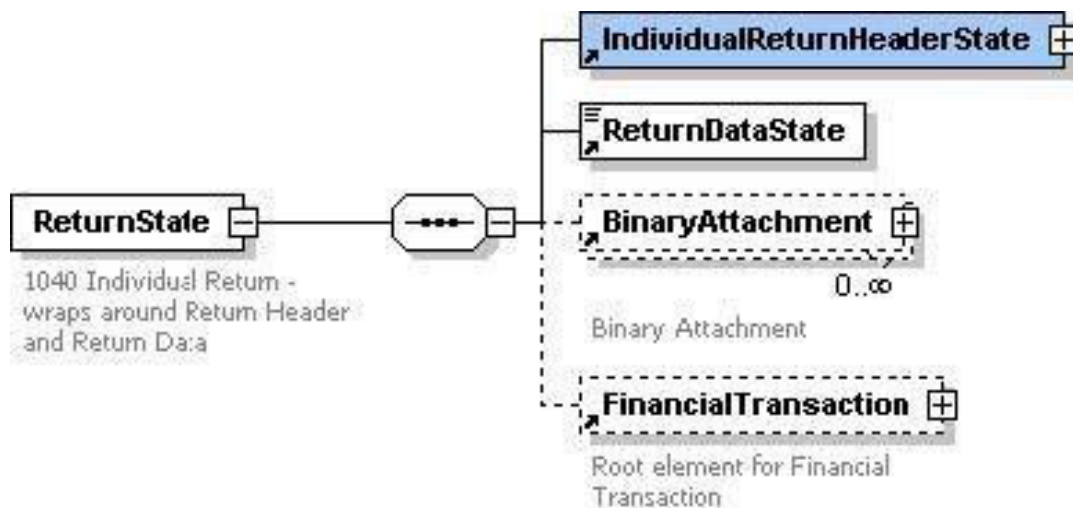 IndividualReturnHeaderState
ReturnDataState
ReturnState
1040 Individual Return -
wraps around Return Header
and Return Data
BinaryAttachment
0..∞
Binary Attachment
FinancialTransaction
Root element for Financial
Transaction